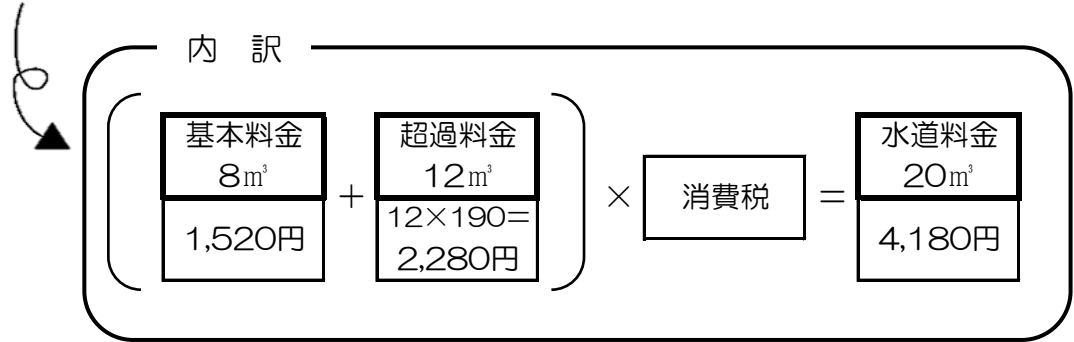 内 訳
基本料金
8㎥
1,520円
+
超過料金
12㎥
12×190=
2,280円
×
消費税
=
水道料金
20㎥
4,180円